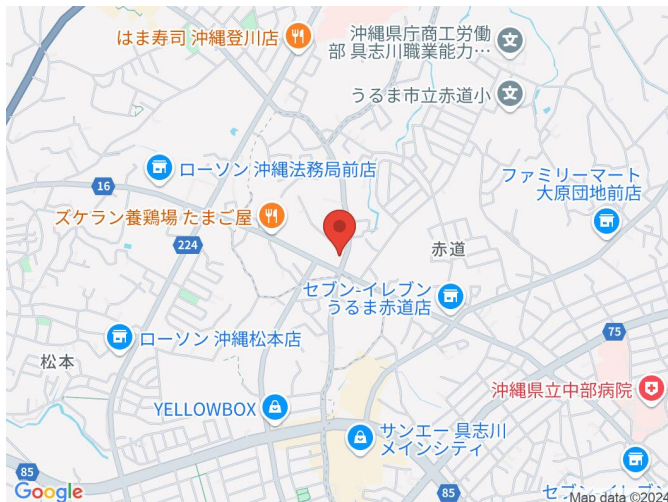 はま寿司 沖縄登川店
沖縄県庁商工労働
部 具志川職業能力…
うるま市立赤道小
ローソン 沖縄法務局前店
16
ファミリーマート
大原団地前店
ズケラン養鶏場 たまご屋
224
赤道
セブン-イレブン
うるま赤道店
75
ローソン 沖縄松本店
松本
沖縄県立中部病院
YELLOWBOX
サンエー 具志川
メインシティ
85
85
セブン-イレブ
Google
Map data ©2024